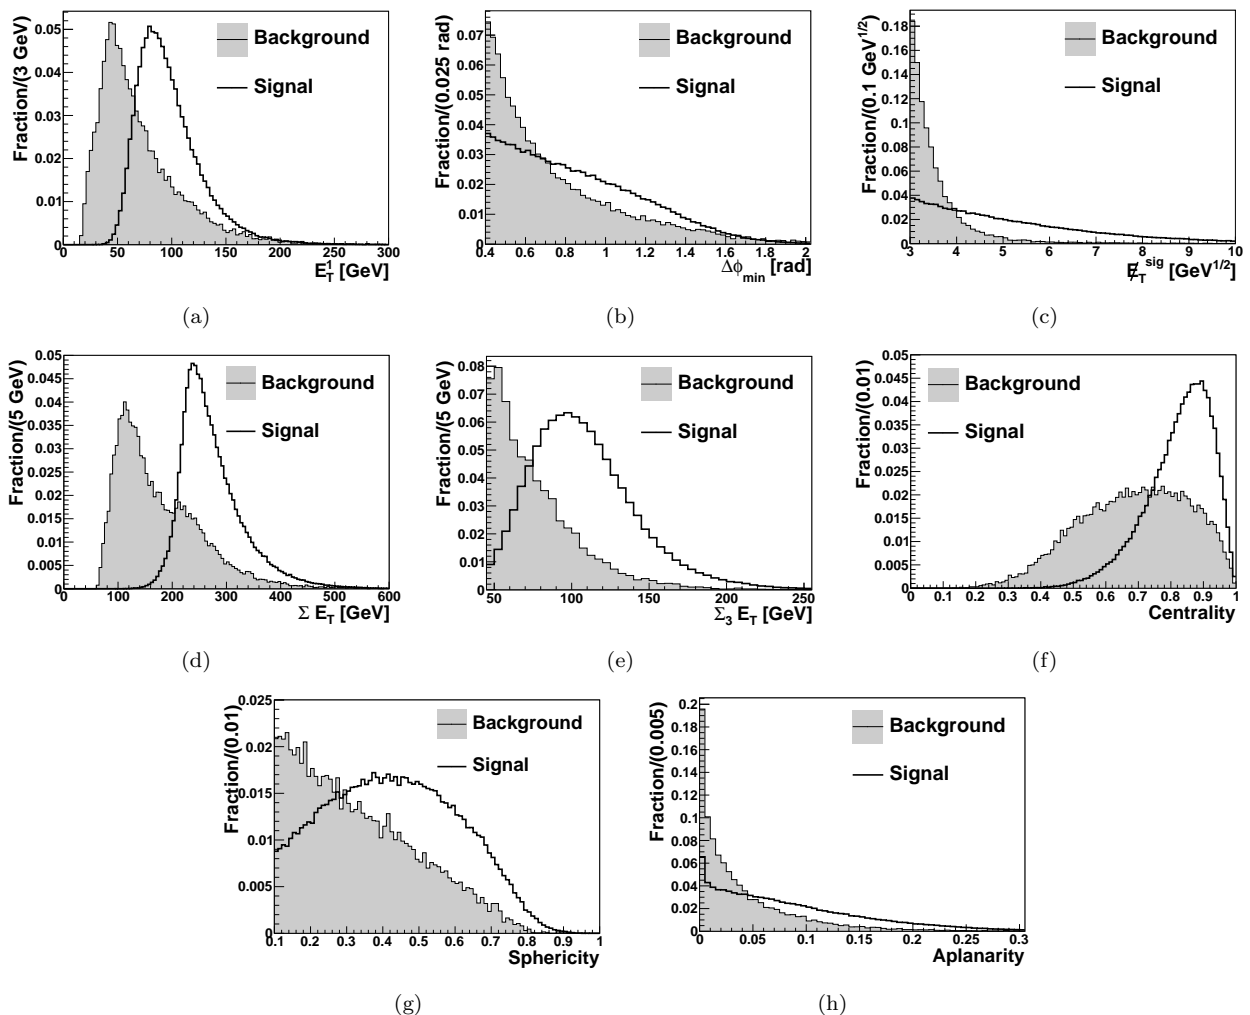 Fraction/(3 GeV)
0.05
0.04
0.03
0.02
0.01
0
Background
Signal
0 50 100 150 200 250 300
E_T^1 [GeV]
(a)
Fraction/(0.025 rad)
0.07
0.06
0.05
0.04
0.03
0.02
0.01
0
Background
Signal
0.4 0.6 0.8 1 1.2 1.4 1.6 1.8 2
Δϕ_min [rad]
(b)
Fraction/(0.1 GeV^1/2)
0.18
0.16
0.14
0.12
0.1
0.08
0.06
0.04
0.02
0
Background
Signal
3 4 5 6 7 8 9 10
E̸_T^sig [GeV^1/2]
(c)
Fraction/(5 GeV)
0.05
0.045
0.04
0.035
0.03
0.025
0.02
0.015
0.01
0.005
0
Background
Signal
0 100 200 300 400 500 600
Σ E_T [GeV]
(d)
Fraction/(5 GeV)
0.08
0.07
0.06
0.05
0.04
0.03
0.02
0.01
0
Background
Signal
50 100 150 200 250
Σ_3 E_T [GeV]
(e)
Fraction/(0.01)
0.05
0.045
0.04
0.035
0.03
0.025
0.02
0.015
0.01
0.005
0
Background
Signal
0 0.1 0.2 0.3 0.4 0.5 0.6 0.7 0.8 0.9 1
Centrality
(f)
Fraction/(0.01)
0.025
0.02
0.015
0.01
0.005
0
Background
Signal
0.1 0.2 0.3 0.4 0.5 0.6 0.7 0.8 0.9 1
Sphericity
(g)
Fraction/(0.005)
0.2
0.18
0.16
0.14
0.12
0.1
0.08
0.06
0.04
0.02
0
Background
Signal
0 0.05 0.1 0.15 0.2 0.25 0.3
Aplanarity
(h)